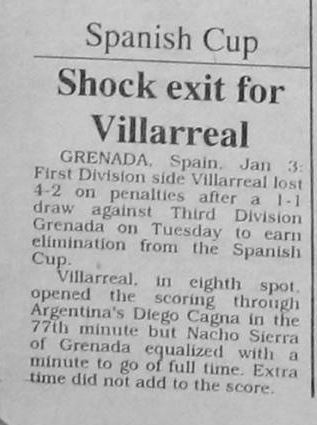 Spanish Cup
Shock exit for
Villarreal
GRENADA, Spain, Jan 3:
First Division side Villarreal lost
4-2 on penalties after a 1-1
draw against Third Division
Grenada on Tuesday to earn
elimination from the Spanish
Cup.
Villarreal, in eighth spot,
opened the scoring through
Argentina's Diego Cagna in the
77th minute but Nacho Sierra
of Grenada equalized with a
minute to go of full time. Extra
time did not add to the score.